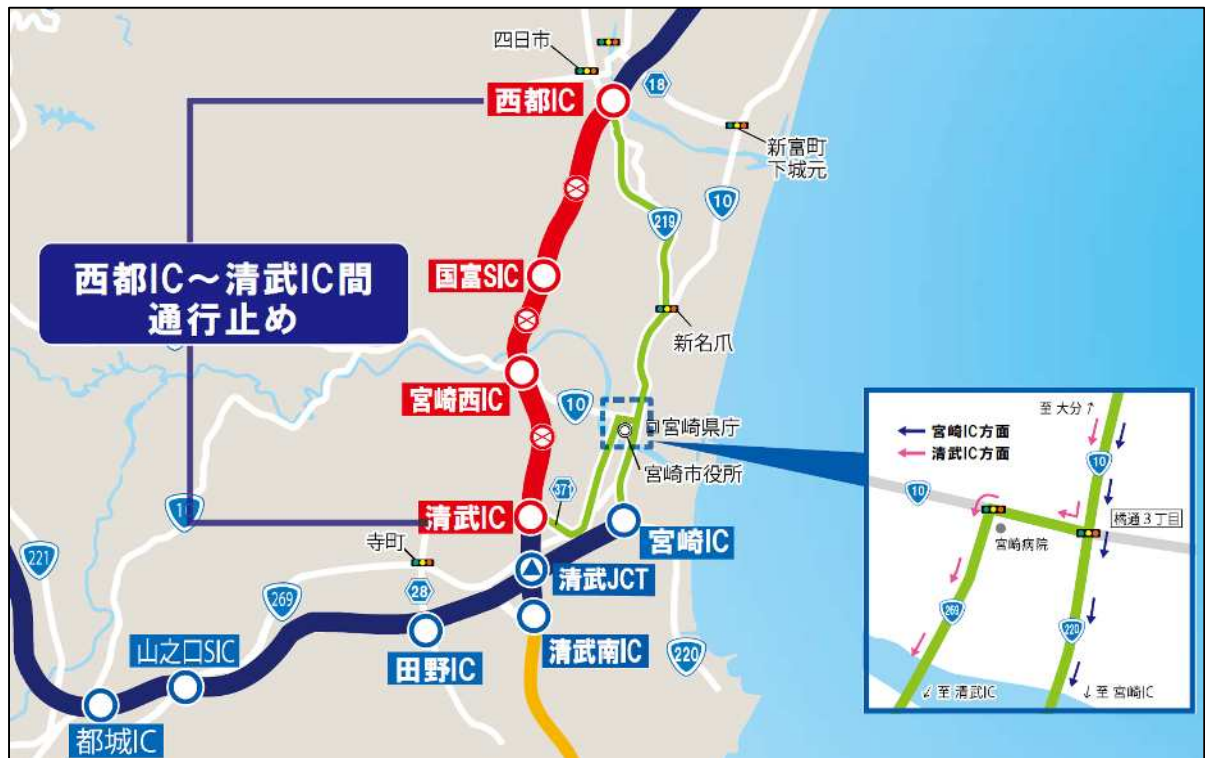 四日市
西都IC
18
新富町
下城元
10
219
西都IC～清武IC間
通行止め
国富SIC
新名爪
宮崎西IC
10
宮崎県庁
宮崎市役所
371
清武IC
宮崎IC
寺町
清武JCT
221
28
269
清武南IC
山之口SIC
田野IC
220
都城IC
至 大分
宮崎IC方面
清武IC方面
10
10
橘通3丁目
宮崎病院
269
220
至 清武IC
至 宮崎IC